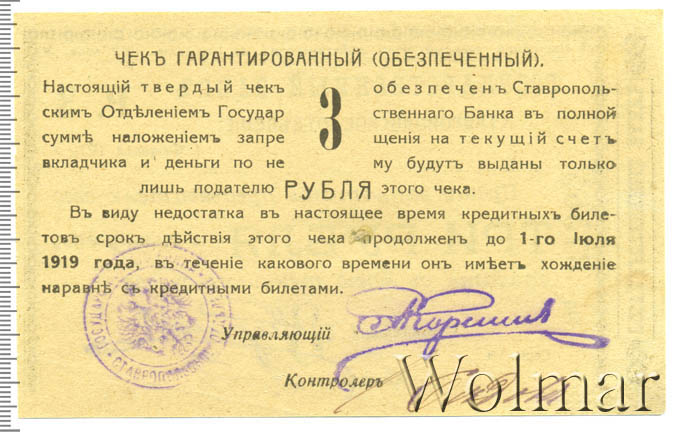 ЧЕКЪ ГАРАНТИРОВАННЫЙ (ОБЕЗПЕЧЕННЫЙ).
Настоящій твердый чекъ обезпеченъ Ставрополь-
скимъ Отдѣленіемъ Государ 3 ственнаго Банка въ полной
суммѣ наложеніемъ запре щенія на текущій счетъ
вкладчика и деньги по не му будутъ выданы только
лишь подателю РУБЛЯ этого чека.
Въ виду недостатка въ настоящее время кредитныхъ биле-
товъ срокъ дѣйствія этого чека продолженъ до 1-го Іюля
1919 года, въ теченіе какового времени онъ имѣетъ хожденіе
наравнѣ съ кредитными билетами.
Управляющій
Контролеръ
Wolmar